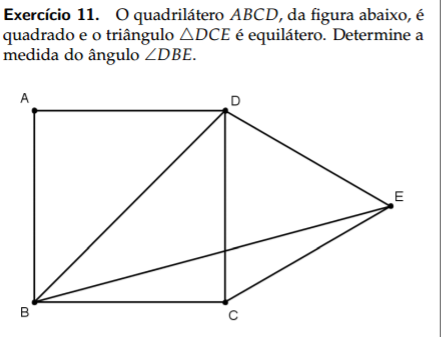 Exercício 11. O quadrilátero ABCD, da figura abaixo, é
quadrado e o triângulo △DCE é equilátero. Determine a
medida do ângulo ∠DBE.
A
D
E
B
C